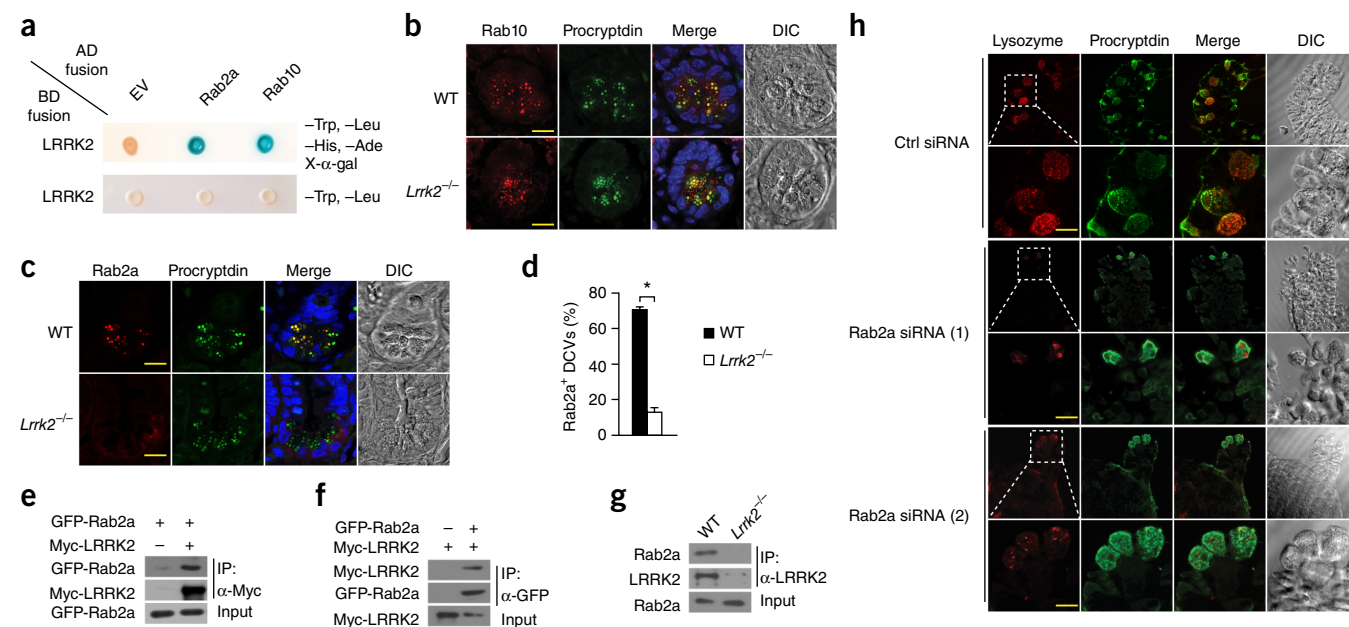 a
AD
fusion
BD
fusion
EV
Rab2a
Rab10
LRRK2
–Trp, –Leu
–His, –Ade
X-α-gal
LRRK2
–Trp, –Leu
b
Rab10 Procryptdin Merge DIC
WT
Lrrk2–/–
c
Rab2a Procryptdin Merge DIC
WT
Lrrk2–/–
d
Rab2a+ DCVs (%)
80
60
40
20
0
*
WT
Lrrk2–/–
e
GFP-Rab2a + +
Myc-LRRK2 – +
GFP-Rab2a
Myc-LRRK2
IP:
α-Myc
GFP-Rab2a Input
f
GFP-Rab2a – +
Myc-LRRK2 + +
Myc-LRRK2
GFP-Rab2a
IP:
α-GFP
Myc-LRRK2 Input
g
WT Lrrk2–/–
Rab2a
LRRK2
IP:
α-LRRK2
Rab2a Input
h
Lysozyme Procryptdin Merge DIC
Ctrl siRNA
Rab2a siRNA (1)
Rab2a siRNA (2)